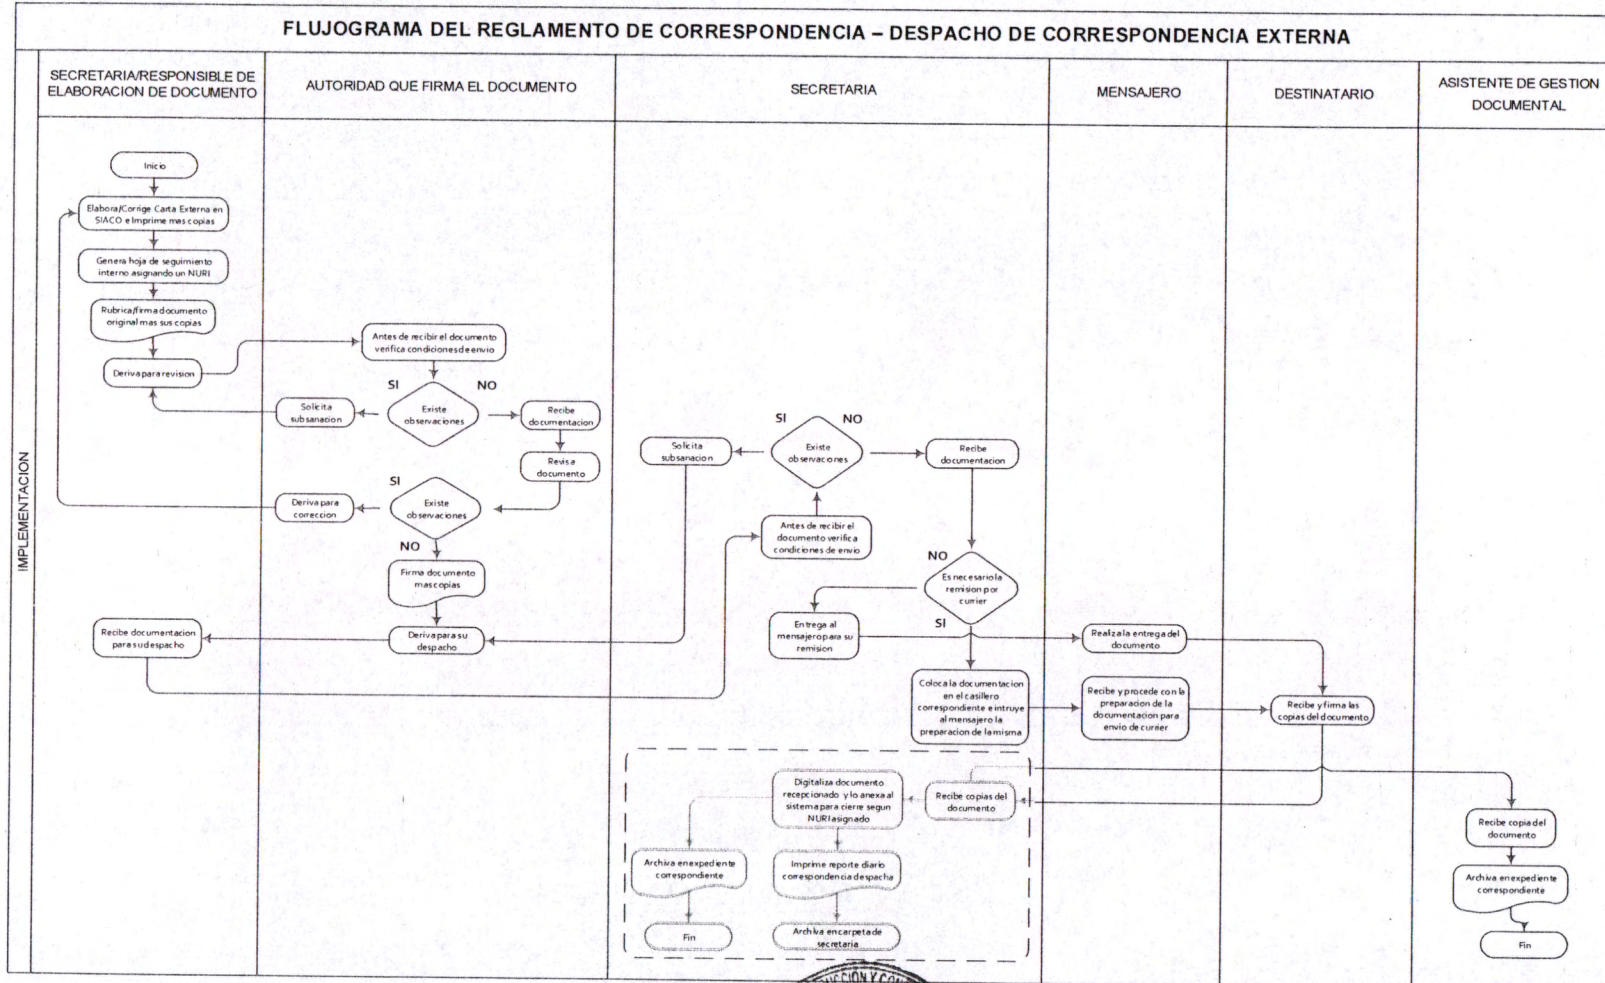 FLUJOGRAMA DEL REGLAMENTO DE CORRESPONDENCIA – DESPACHO DE CORRESPONDENCIA EXTERNA
SECRETARIA/RESPONSIBLE DE
ELABORACION DE DOCUMENTO
AUTORIDAD QUE FIRMA EL DOCUMENTO
SECRETARIA
MENSAJERO
DESTINATARIO
ASISTENTE DE GESTION
DOCUMENTAL
IMPLEMENTACION
Inicio
Elabora/Corrige Carta Externa en
SIACO e Imprime mas copias
Genera hoja de seguimiento
interno asignando un NURI
Rubrica/firma documento
original mas sus copias
Deriva para revision
Recibe documentacion
para su despacho
Antes de recibir el documento
verifica condiciones de envio
SI
NO
Existe
observaciones
Solicita
subsanacion
Recibe
documentacion
Revisa
documento
SI
Existe
observaciones
Deriva para
correccion
NO
Firma documento
mas copias
Deriva para su
despacho
SI
NO
Solicita
subsanacion
Existe
observaciones
Recibe
documentacion
Antes de recibir el
documento verifica
condiciones de envio
NO
Es necesario la
remision por
currier
SI
Entrega al
mensajero para su
remision
Coloca la documentacion
en el casillero
correspondiente e intruye
al mensajero la
preparacion de la misma
Realiza la entrega del
documento
Recibe y procede con la
preparacion de la
documentacion para
envio de currier
Recibe y firma las
copias del documento
Digitaliza documento
recepcionado y lo anexa al
sistema para cierre segun
NURI asignado
Recibe copias del
documento
Archiva en expediente
correspondiente
Imprime reporte diario
correspondencia despacha
Fin
Archiva en carpeta de
secretaria
Recibe copia del
documento
Archiva en expediente
correspondiente
Fin